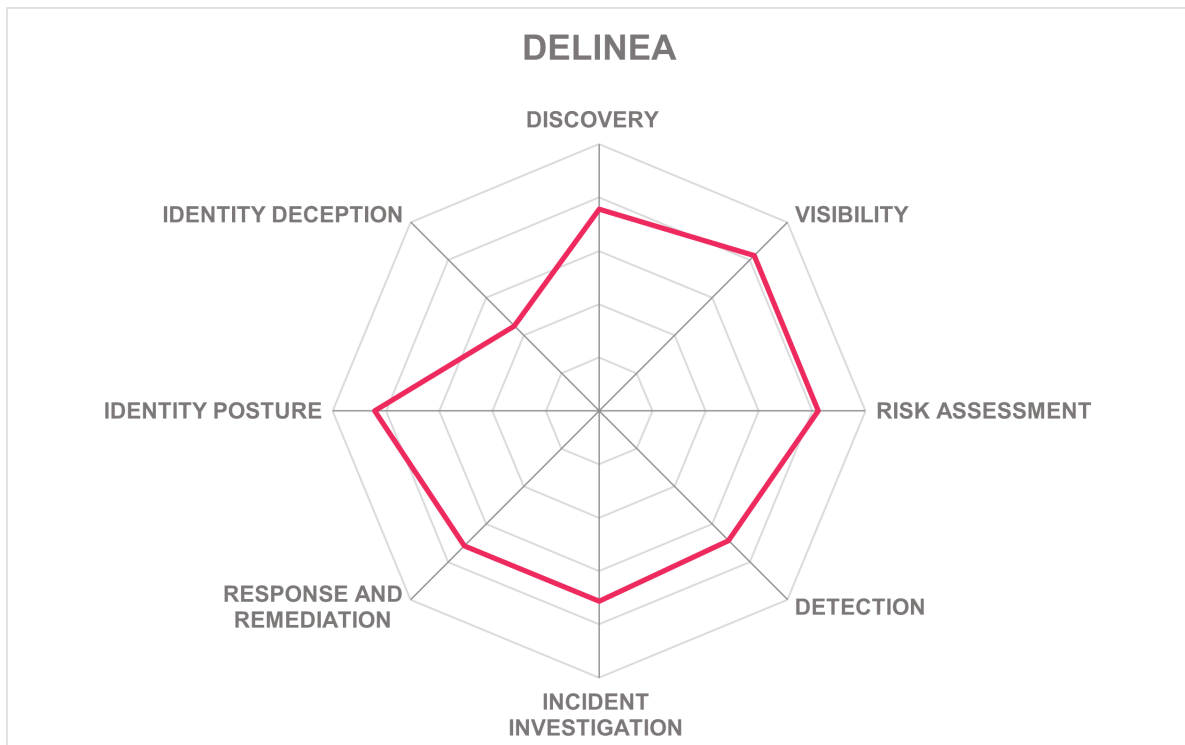 DELINEA
DISCOVERY
IDENTITY DECEPTION
VISIBILITY
IDENTITY POSTURE
RISK ASSESSMENT
RESPONSE AND
REMEDIATION
DETECTION
INCIDENT
INVESTIGATION